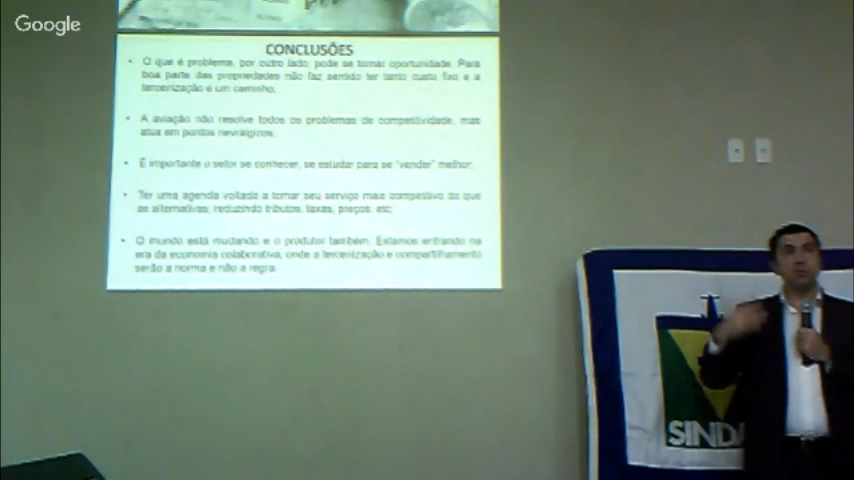 Google
CONCLUSÕES
• O que é problema, por outro lado, pode se tornar oportunidade. Para
boa parte das propriedades não faz sentido ter tanto custo fixo e a
terceirização é um caminho;
• A aviação não resolve todos os problemas de competitividade, mas
atua em pontos nevrálgicos;
• É importante o setor se conhecer, se estudar para se "vender" melhor;
• Ter uma agenda voltada a tornar seu serviço mais competitivo do que
as alternativas, reduzindo tributos, taxas, preços, etc;
• O mundo está mudando e o produtor também. Estamos entrando na
era da economia colaborativa, onde a terceirização e compartilhamento
serão a norma e não a regra
SINDA